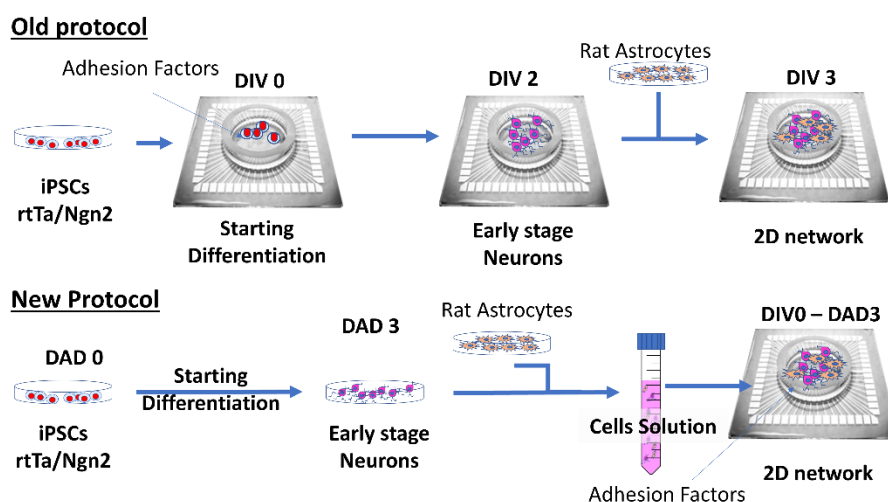 Old protocol
Rat Astrocytes
Adhesion Factors
DIV 0
DIV 2
DIV 3
iPSCs
rtTa/Ngn2
Starting
Differentiation
Early stage
Neurons
2D network
New Protocol
Rat Astrocytes
DIV0 – DAD3
DAD 0
DAD 3
Starting
Differentiation
iPSCs
rtTa/Ngn2
Early stage
Neurons
Cells Solution
2D network
Adhesion Factors